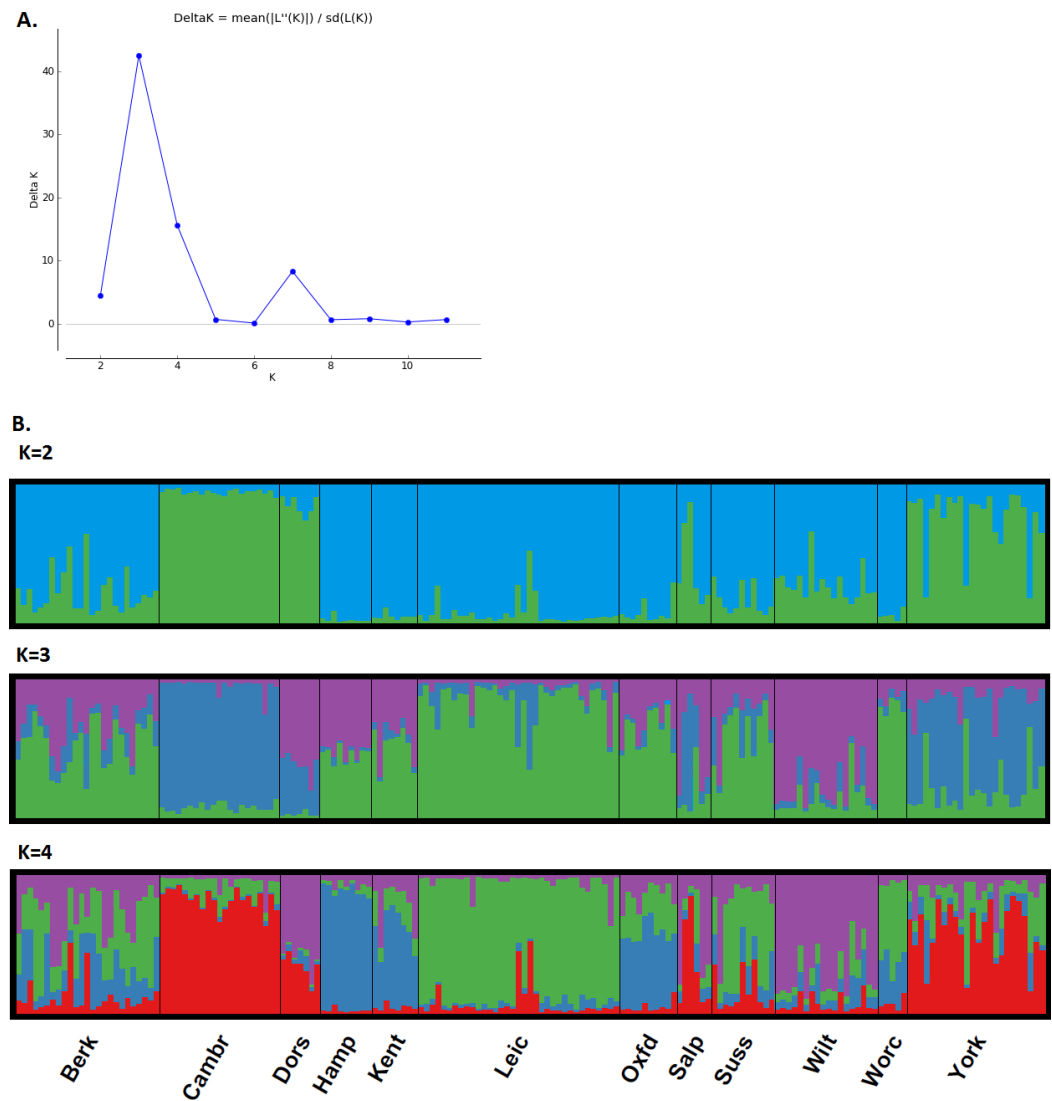 A.
DeltaK = mean(|L''(K)|) / sd(L(K))
40
30
20
10
0
Delta K
2
4
6
8
10
K
B.
K=2
K=3
K=4
Berk
Cambr
Dors
Hamp
Kent
Leic
Oxfd
Salp
Suss
Wilt
Worc
York